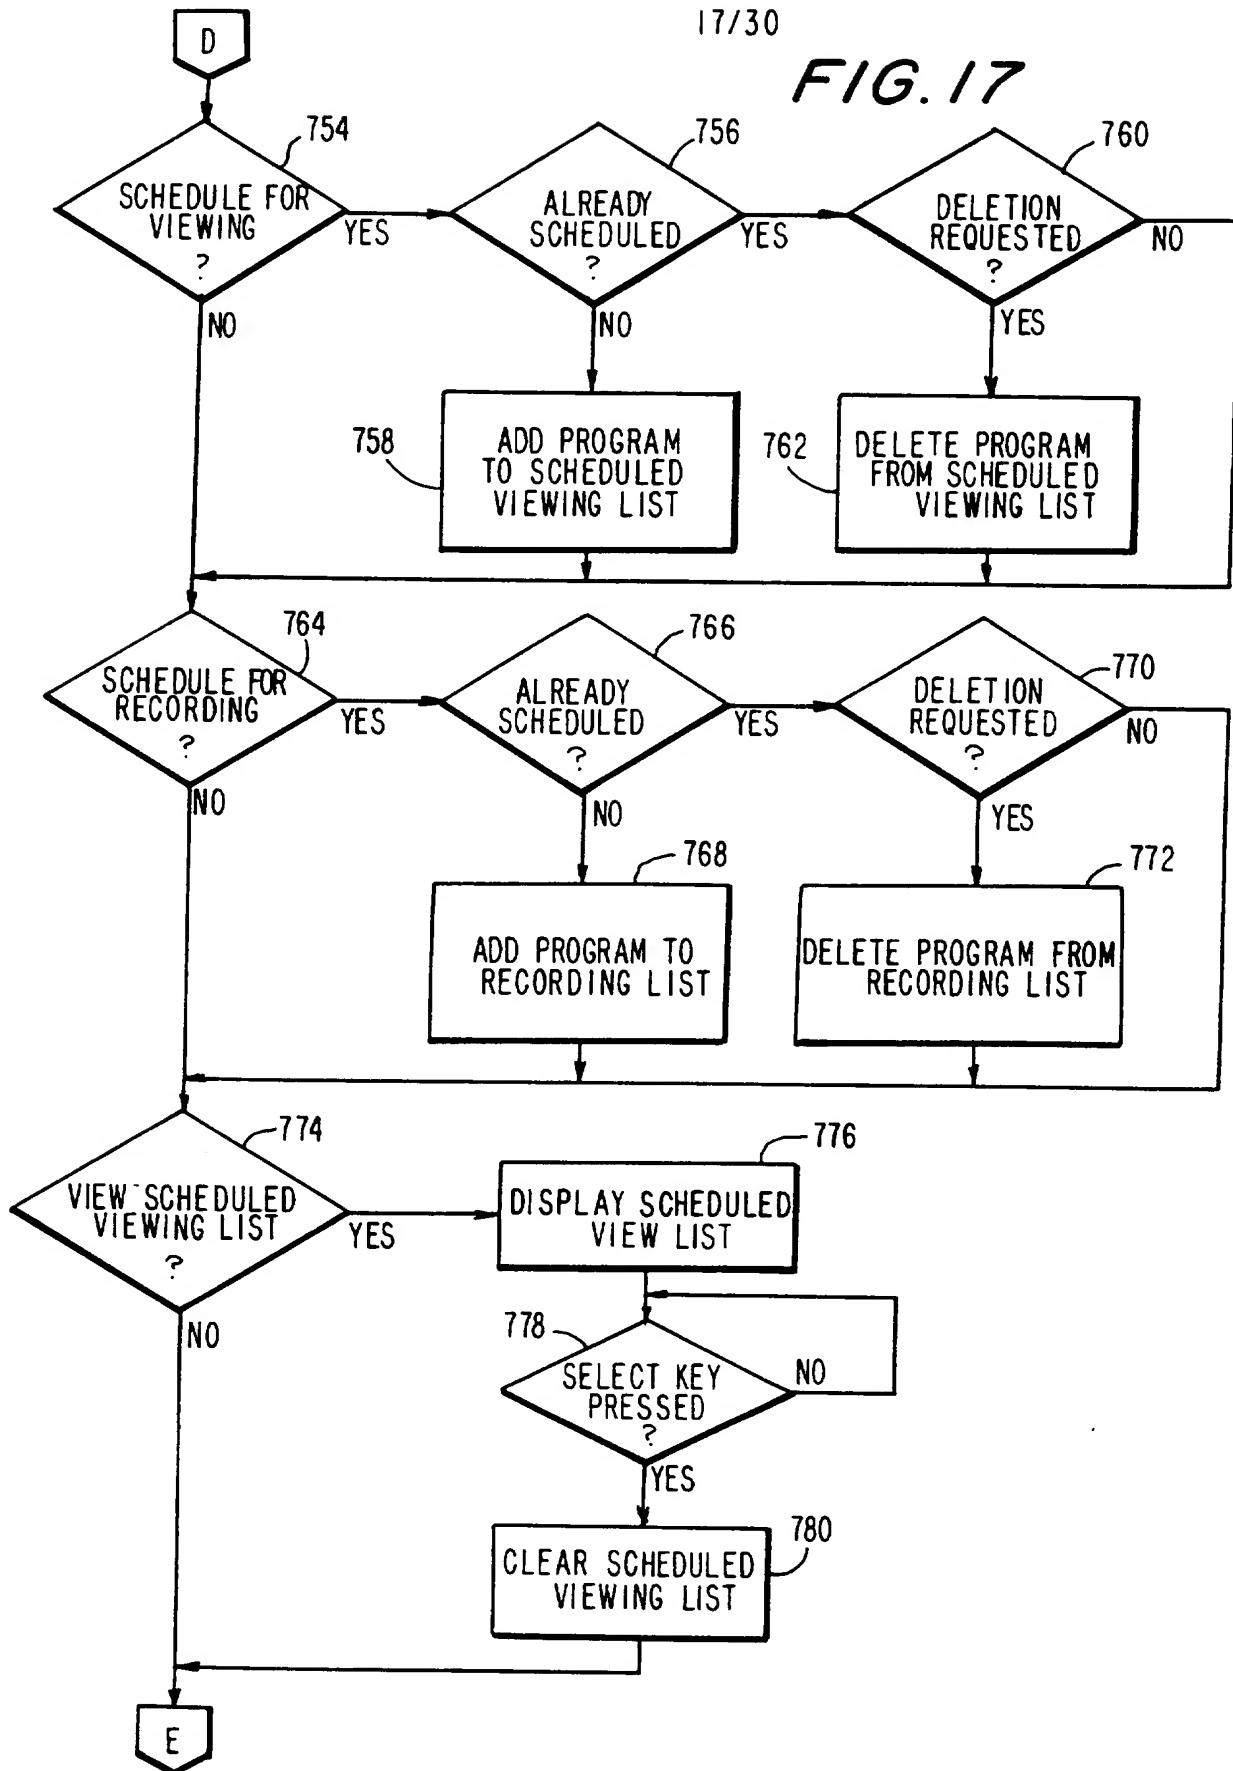 17/30
FIG. 17
D
754
SCHEDULE FOR
VIEWING
?
YES
NO
756
ALREADY
SCHEDULED
?
YES
NO
760
DELETION
REQUESTED
?
NO
YES
758
ADD PROGRAM
TO SCHEDULED
VIEWING LIST
762
DELETE PROGRAM
FROM SCHEDULED
VIEWING LIST
764
SCHEDULE FOR
RECORDING
?
YES
NO
766
ALREADY
SCHEDULED
?
YES
NO
770
DELETION
REQUESTED
?
NO
YES
768
ADD PROGRAM TO
RECORDING LIST
772
DELETE PROGRAM FROM
RECORDING LIST
774
VIEW SCHEDULED
VIEWING LIST
?
YES
NO
776
DISPLAY SCHEDULED
VIEW LIST
778
SELECT KEY
PRESSED
?
NO
YES
780
CLEAR SCHEDULED
VIEWING LIST
E